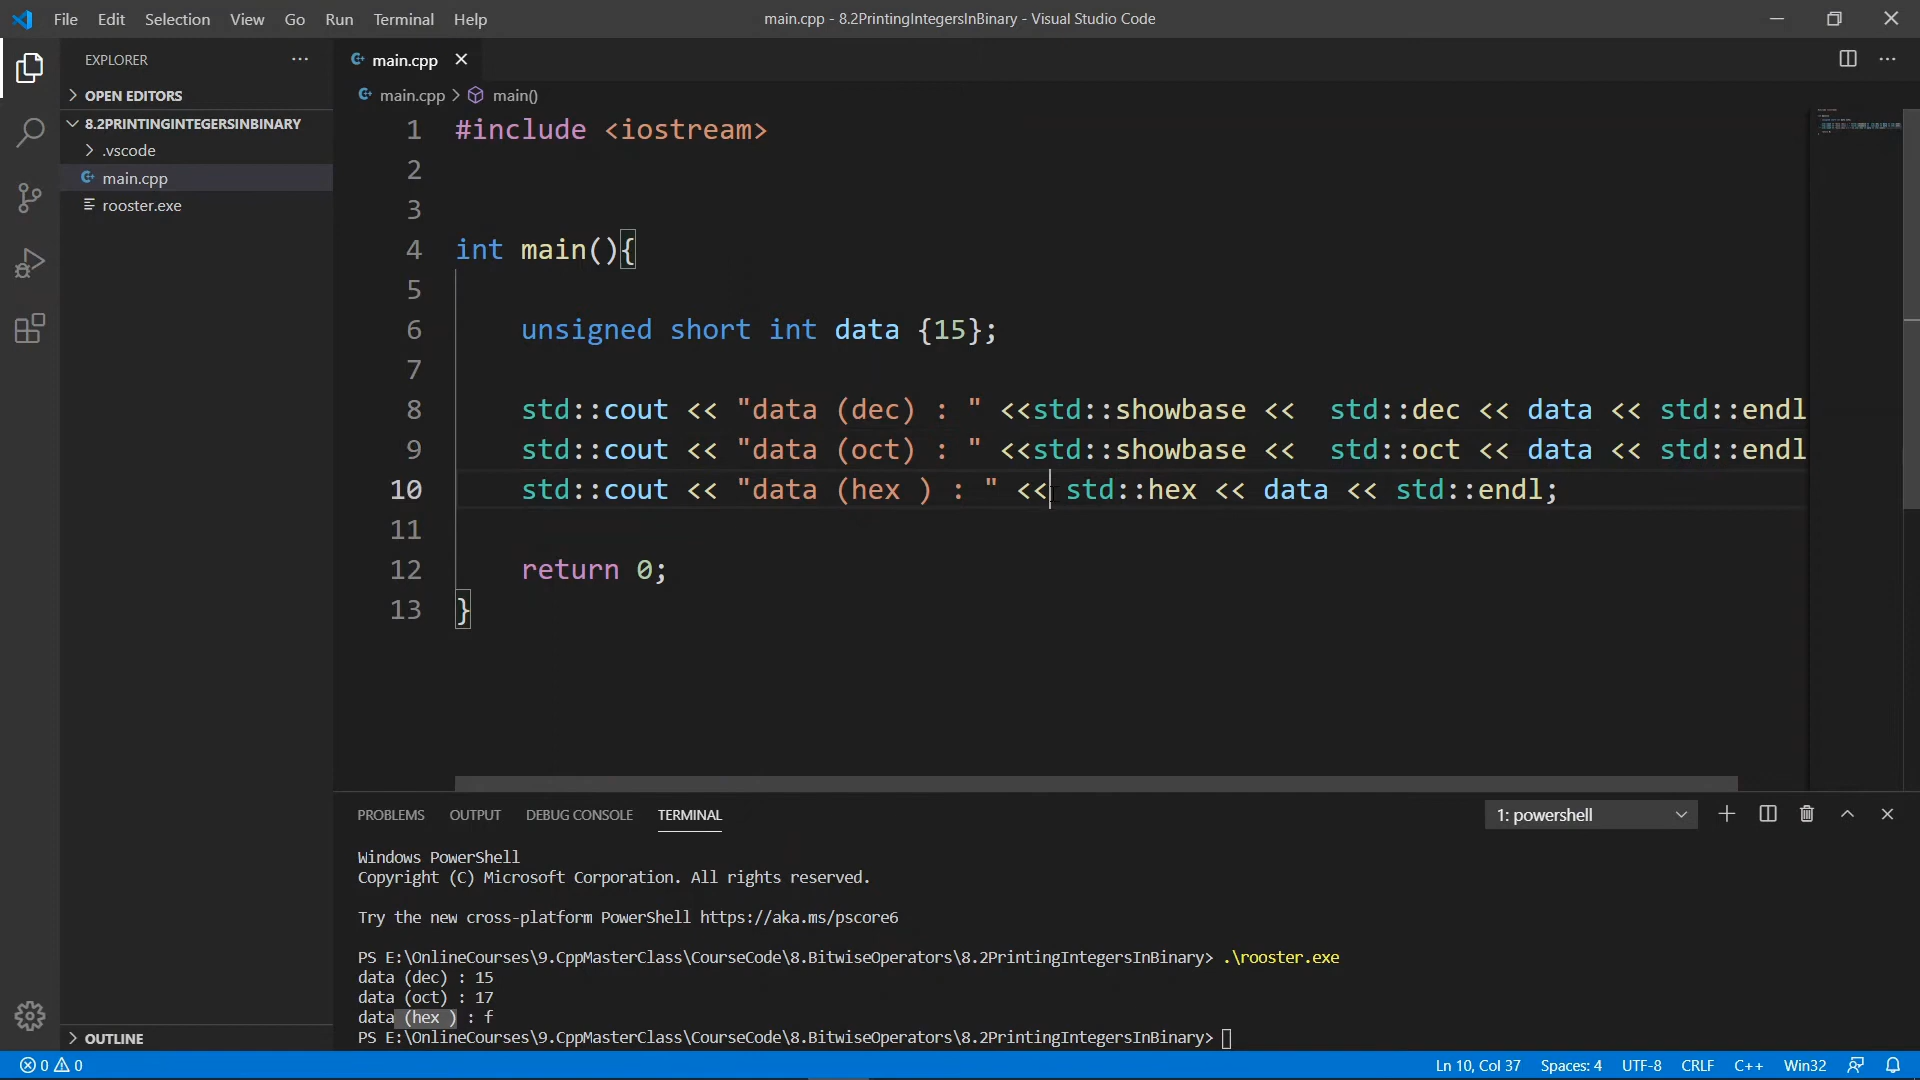 File Edit Selection View Go Run Terminal Help
main.cpp - 8.2PrintingIntegersInBinary - Visual Studio Code
EXPLORER
OPEN EDITORS
8.2PRINTINGINTEGERSINBINARY
.vscode
main.cpp
rooster.exe
OUTLINE
main.cpp
main.cpp > main()
1 #include <iostream>
2
3
4 int main(){
5
6 unsigned short int data {15};
7
8 std::cout << "data (dec) : " <<std::showbase <<  std::dec << data << std::endl
9 std::cout << "data (oct) : " <<std::showbase <<  std::oct << data << std::endl
10 std::cout << "data (hex ) : " << std::hex << data << std::endl;
11
12 return 0;
13 }
PROBLEMS OUTPUT DEBUG CONSOLE TERMINAL
1: powershell
Windows PowerShell
Copyright (C) Microsoft Corporation. All rights reserved.
Try the new cross-platform PowerShell https://aka.ms/pscore6
PS E:\OnlineCourses\9.CppMasterClass\CourseCode\8.BitwiseOperators\8.2PrintingIntegersInBinary> .\rooster.exe
data (dec) : 15
data (oct) : 17
data (hex ) : f
PS E:\OnlineCourses\9.CppMasterClass\CourseCode\8.BitwiseOperators\8.2PrintingIntegersInBinary>
0 0
Ln 10, Col 37 Spaces: 4 UTF-8 CRLF C++ Win32